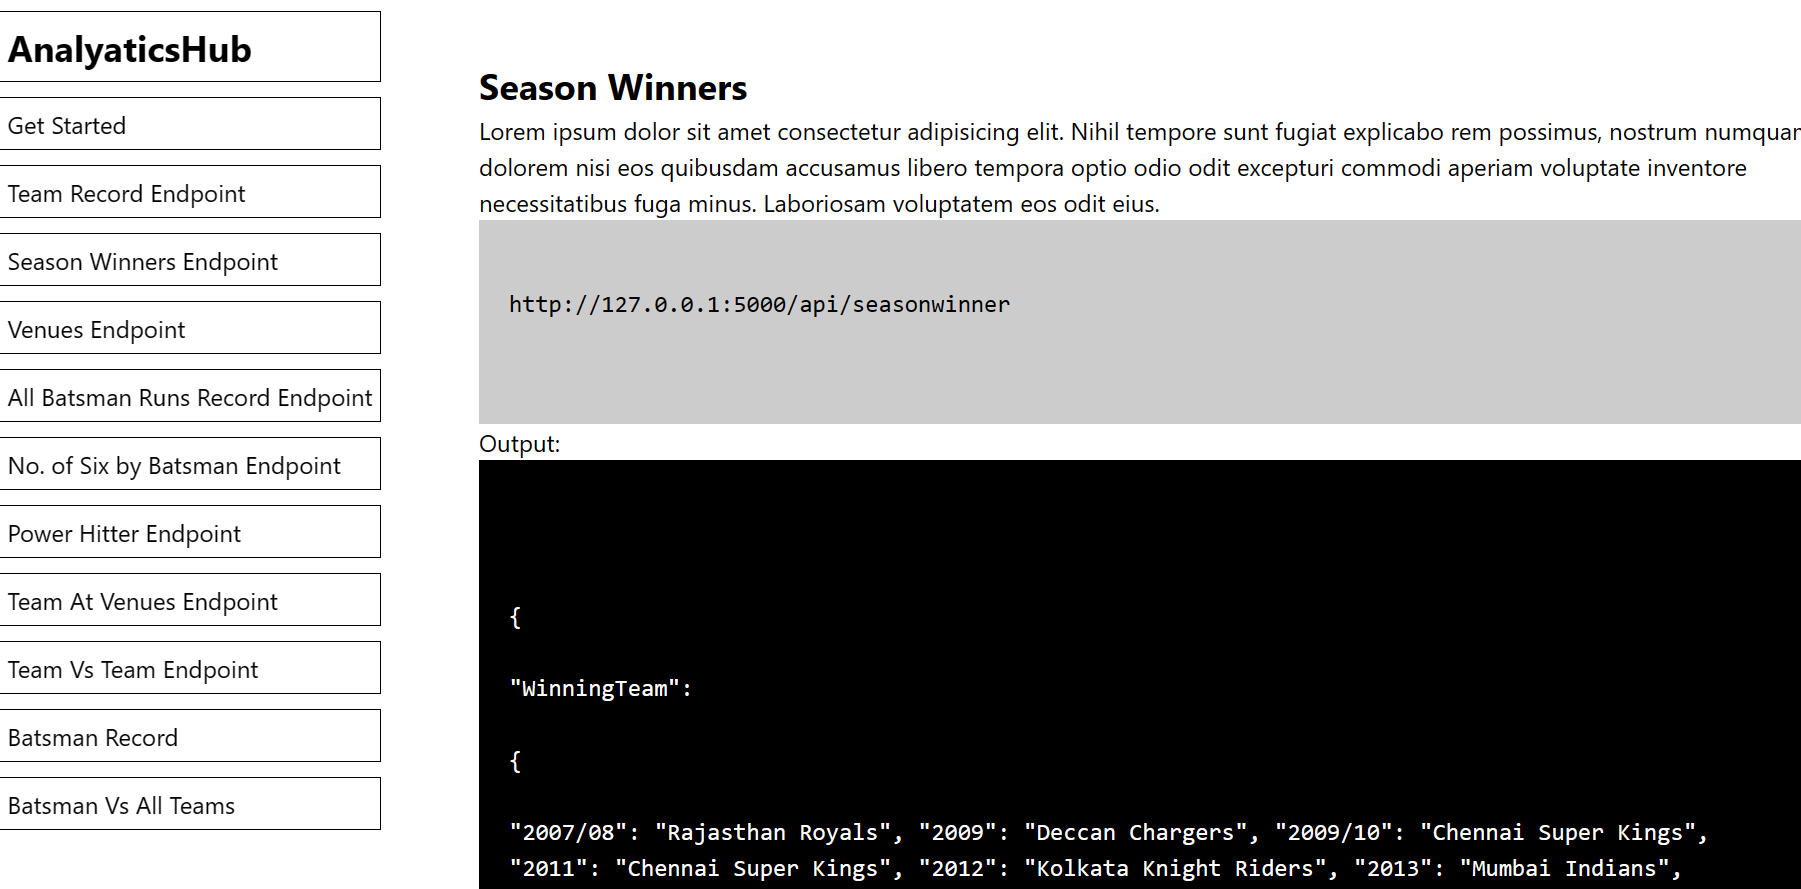 AnalyaticsHub
Get Started
Team Record Endpoint
Season Winners Endpoint
Venues Endpoint
All Batsman Runs Record Endpoint
No. of Six by Batsman Endpoint
Power Hitter Endpoint
Team At Venues Endpoint
Team Vs Team Endpoint
Batsman Record
Batsman Vs All Teams
Season Winners
Lorem ipsum dolor sit amet consectetur adipisicing elit. Nihil tempore sunt fugiat explicabo rem possimus, nostrum numquam
dolorem nisi eos quibusdam accusamus libero tempora optio odio odit excepturi commodi aperiam voluptate inventore
necessitatibus fuga minus. Laboriosam voluptatem eos odit eius.
http://127.0.0.1:5000/api/seasonwinner
Output:
{
"WinningTeam":
{
"2007/08": "Rajasthan Royals", "2009": "Deccan Chargers", "2009/10": "Chennai Super Kings",
"2011": "Chennai Super Kings", "2012": "Kolkata Knight Riders", "2013": "Mumbai Indians",